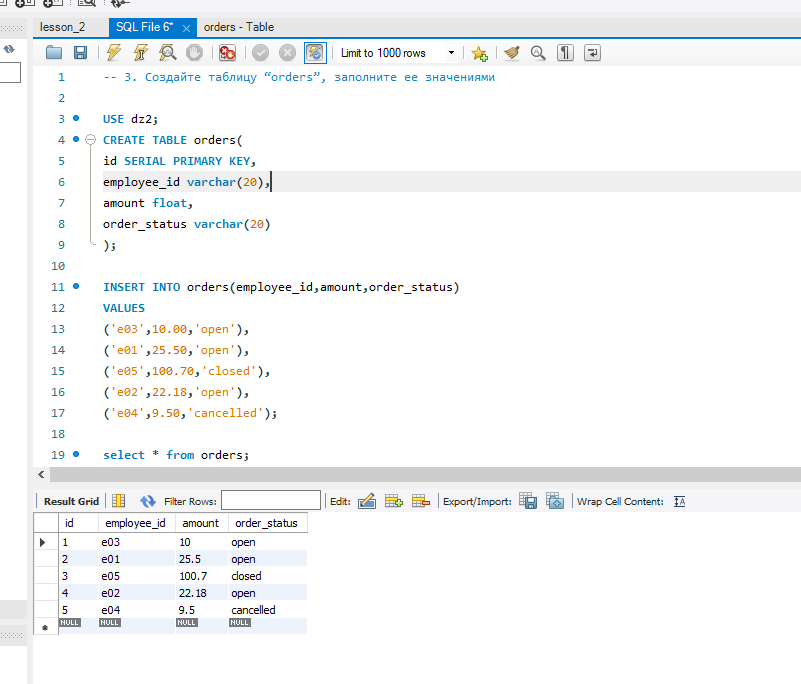 lesson_2
SQL File 6*
orders - Table
Limit to 1000 rows
1 -- 3. Создайте таблицу “orders”, заполните ее значениями
2
3 USE dz2;
4 CREATE TABLE orders(
5 id SERIAL PRIMARY KEY,
6 employee_id varchar(20),
7 amount float,
8 order_status varchar(20)
9 );
10
11 INSERT INTO orders(employee_id,amount,order_status)
12 VALUES
13 ('e03',10.00,'open'),
14 ('e01',25.50,'open'),
15 ('e05',100.70,'closed'),
16 ('e02',22.18,'open'),
17 ('e04',9.50,'cancelled');
18
19 select * from orders;
Result Grid Filter Rows: Edit: Export/Import: Wrap Cell Content:
id employee_id amount order_status
1 e03 10 open
2 e01 25.5 open
3 e05 100.7 closed
4 e02 22.18 open
5 e04 9.5 cancelled
NULL NULL NULL NULL